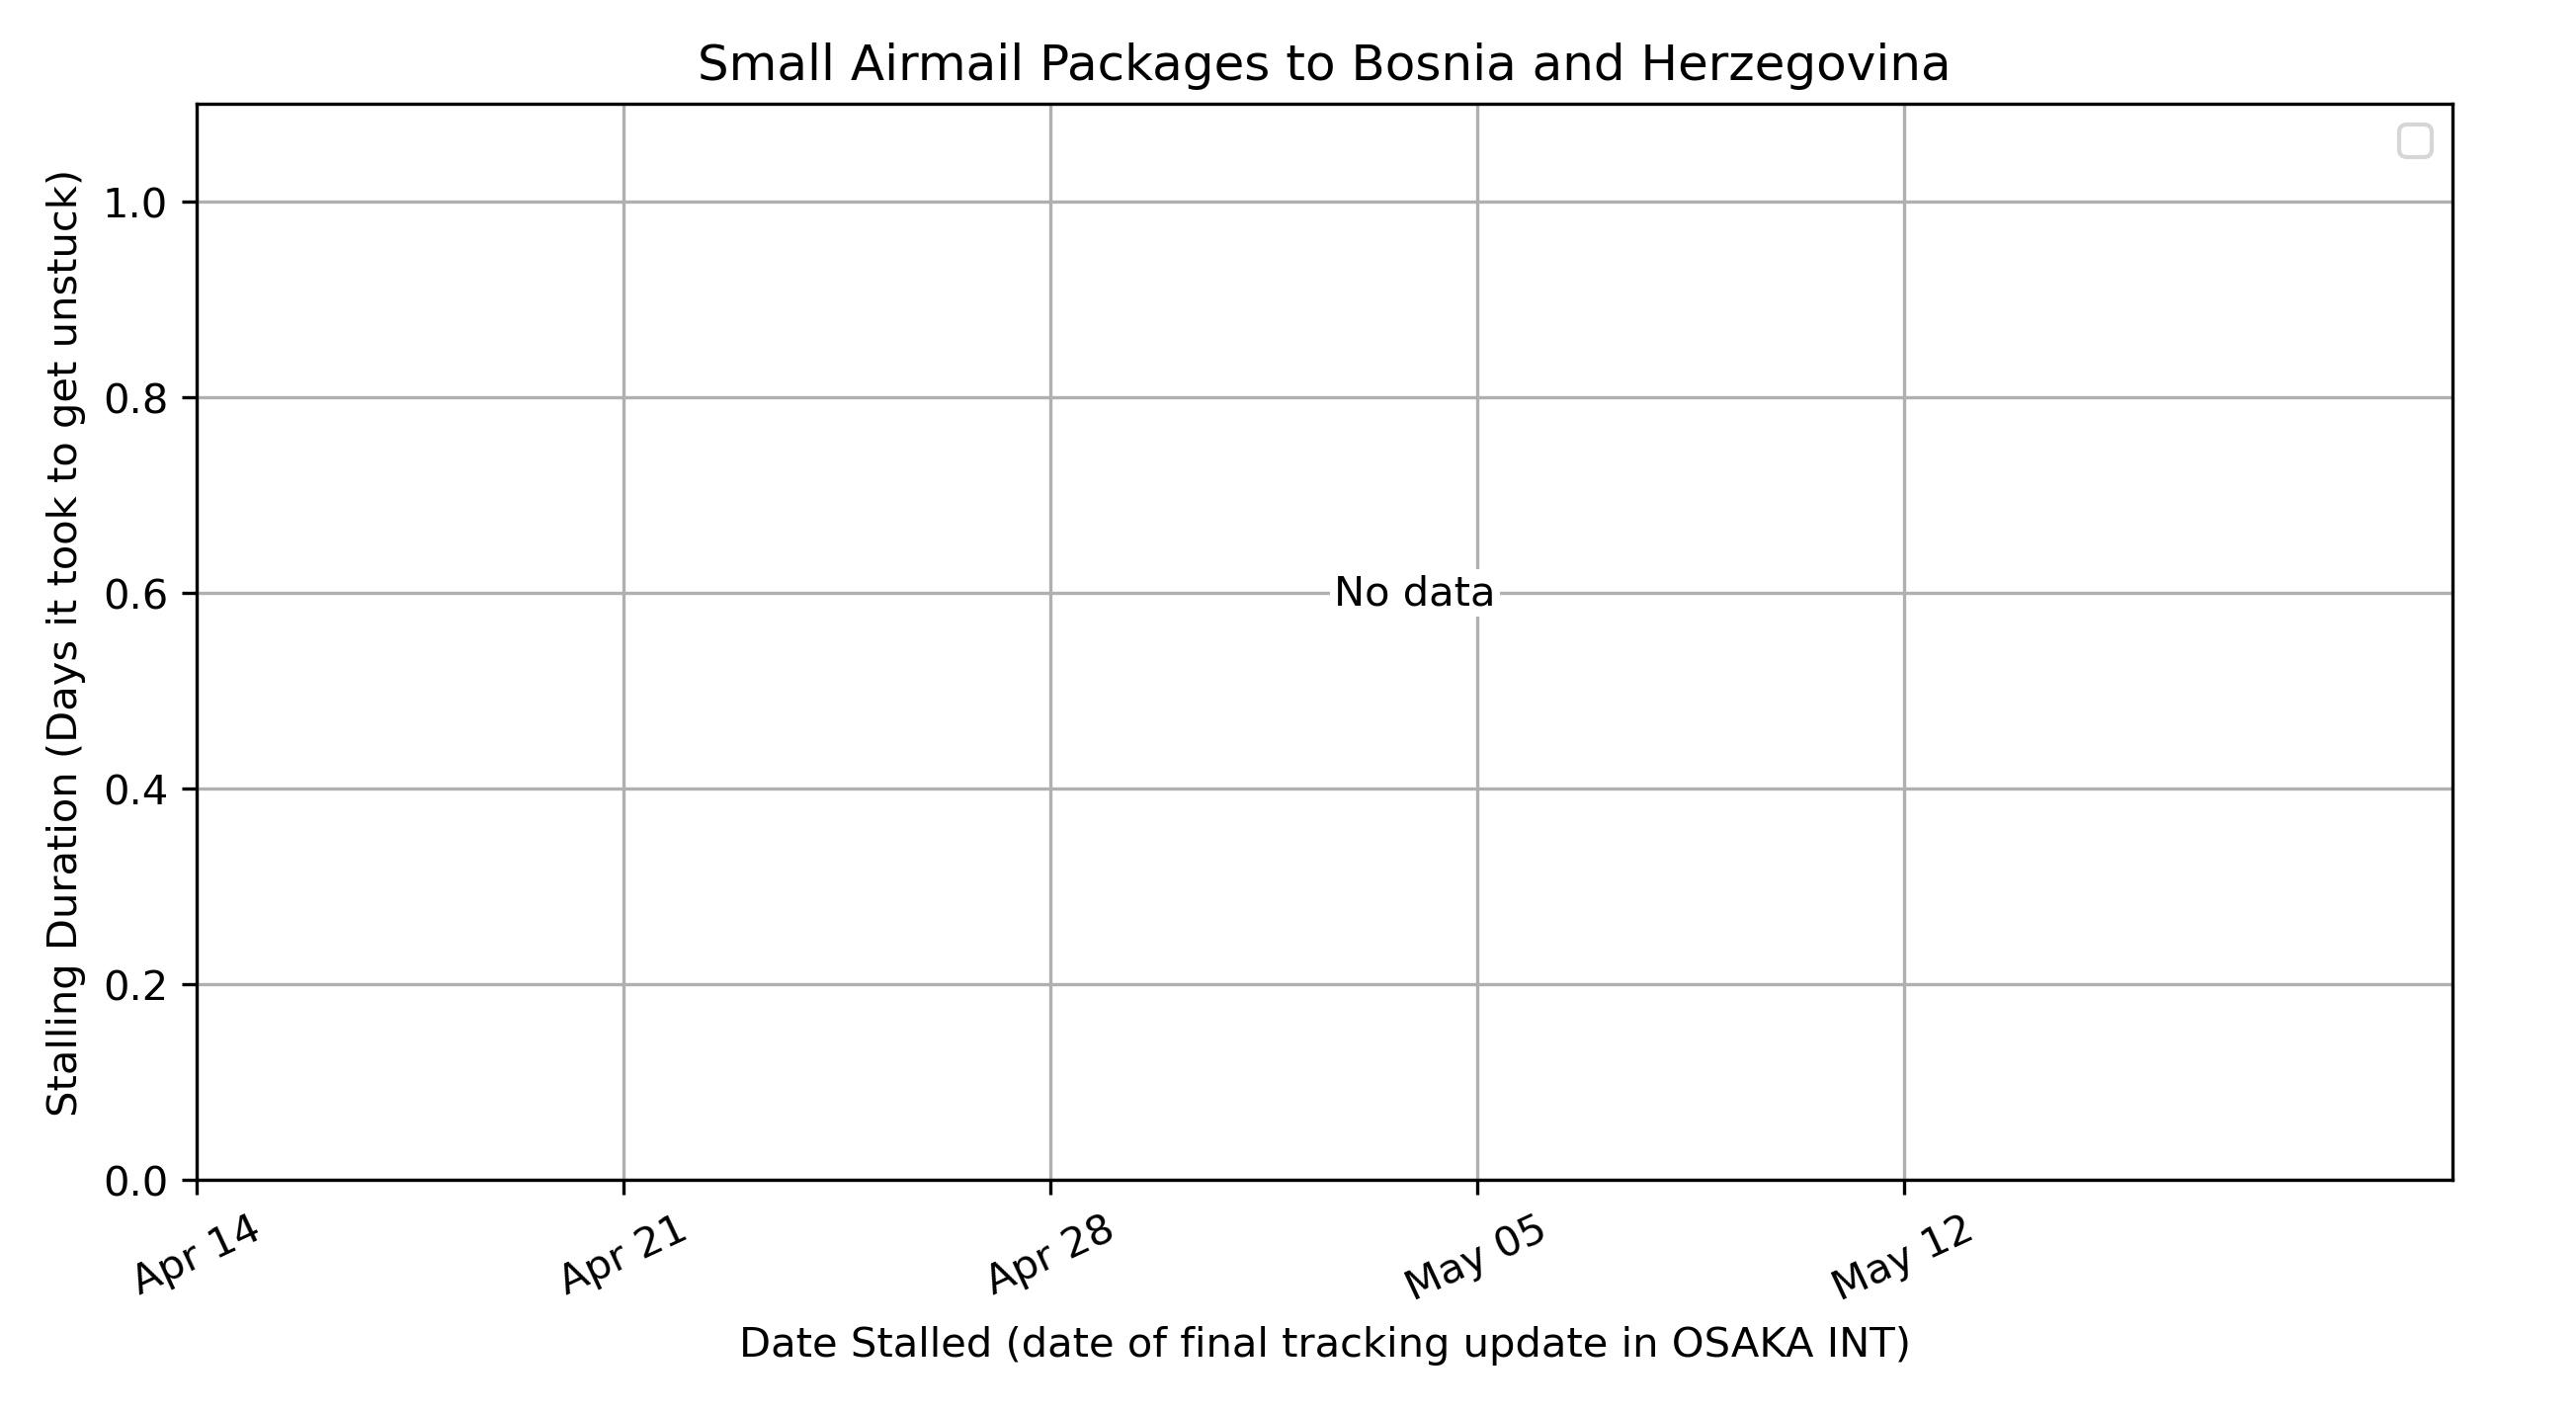 Small Airmail Packages to Bosnia and Herzegovina
Stalling Duration (Days it took to get unstuck)
1.0
0.8
0.6
0.4
0.2
0.0
No data
Apr 14
Apr 21
Apr 28
May 05
May 12
Date Stalled (date of final tracking update in OSAKA INT)